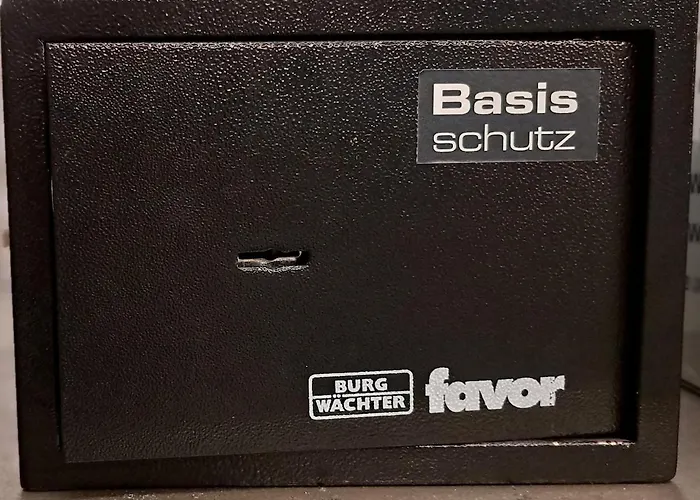 Basis
schutz
BURG
WÄCHTER
favor